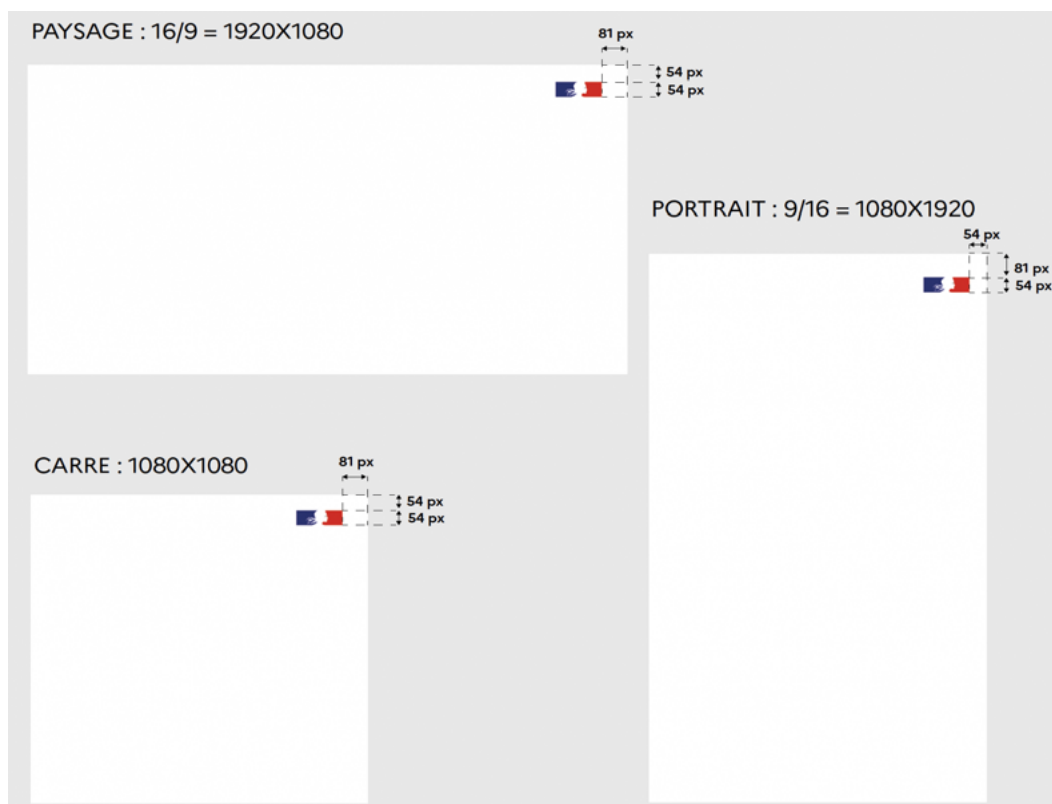 PAYSAGE : 16/9 = 1920X1080
81 px
54 px
54 px
PORTRAIT : 9/16 = 1080X1920
54 px
81 px
54 px
CARRE : 1080X1080
81 px
54 px
54 px